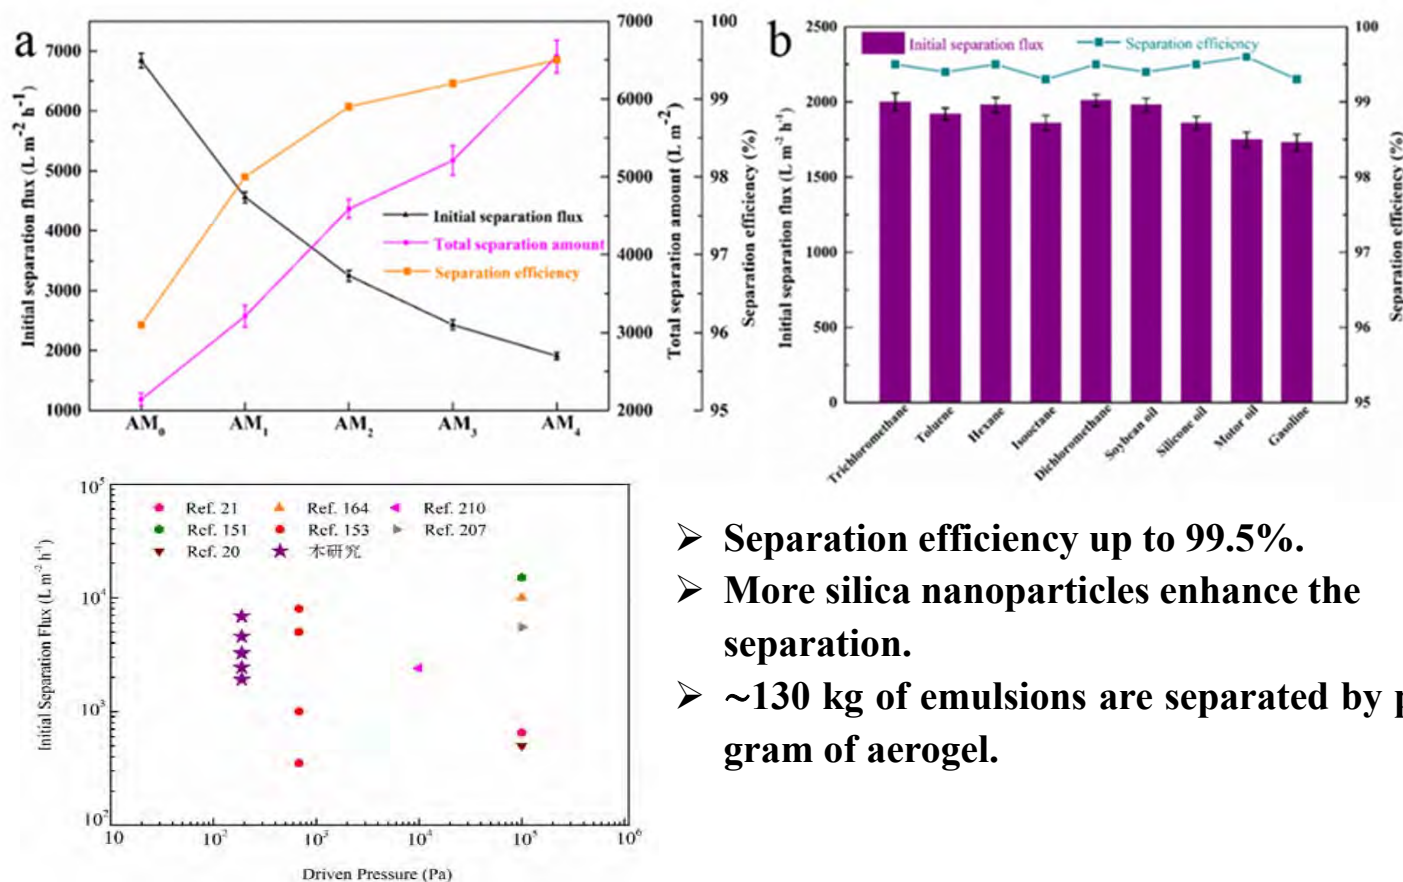 a
Initial separation flux (L m⁻² h⁻¹)
7000
6000
5000
4000
3000
2000
1000
AM₀
AM₁
AM₂
AM₃
AM₄
Initial separation flux
Total separation amount
Separation efficiency
7000
6000
5000
4000
3000
2000
Total separation amount (L m⁻²)
100
99
98
97
96
95
Separation efficiency (%)
b
Initial separation flux (L m⁻² h⁻¹)
2500
2000
1500
1000
500
0
Initial separation flux
Separation efficiency
Trichloromethane
Toluene
Hexane
Isooctane
Dichloromethane
Soybean oil
Silicone oil
Motor oil
Gasoline
100
99
98
97
96
95
Separation efficiency (%)
Initial Separation Flux (L m⁻² h⁻¹)
10⁵
10⁴
10³
10²
Ref. 21
Ref. 164
Ref. 210
Ref. 151
Ref. 153
Ref. 207
Ref. 20
本研究
10
10²
10³
10⁴
10⁵
10⁶
Driven Pressure (Pa)
➢ Separation efficiency up to 99.5%.
➢ More silica nanoparticles enhance the
separation.
➢ ~130 kg of emulsions are separated by p
gram of aerogel.